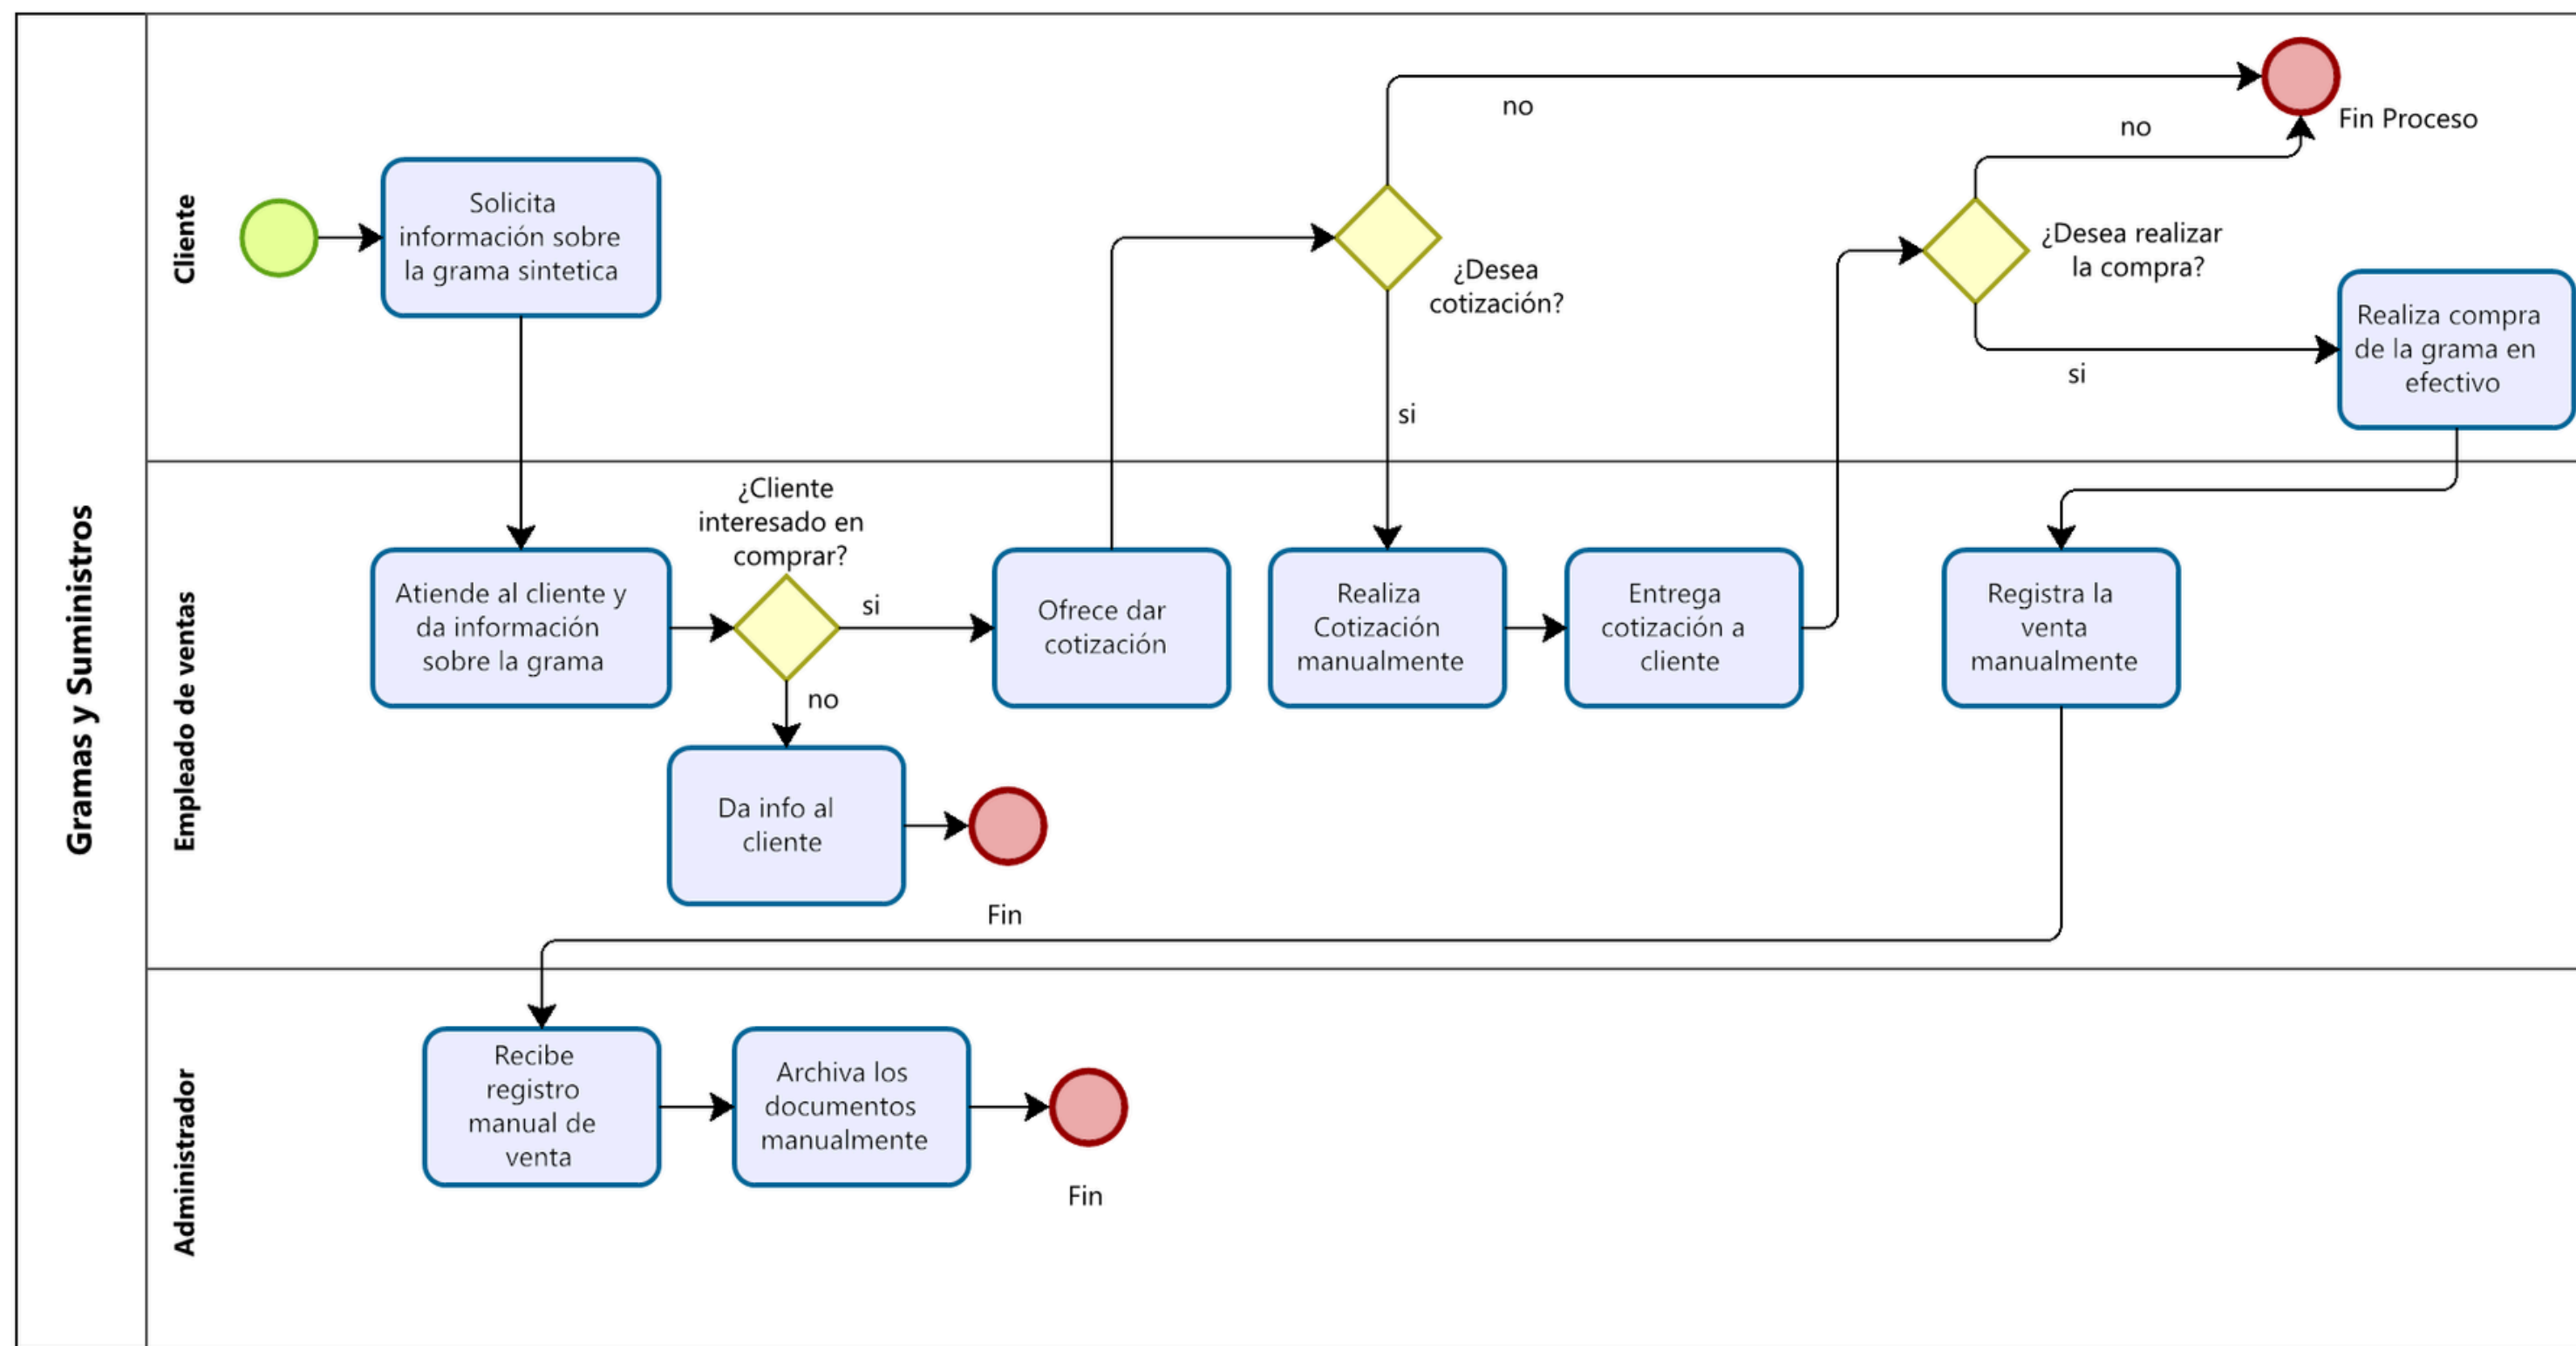 Gramas y Suministros
Cliente
Solicita
información sobre
la grama sintetica
no
Fin Proceso
no
¿Desea
cotización?
si
¿Desea realizar
la compra?
si
Realiza compra
de la grama en
efectivo
Empleado de ventas
Atiende al cliente y
da información
sobre la grama
¿Cliente
interesado en
comprar?
si
no
Ofrece dar
cotización
Realiza
Cotización
manualmente
Entrega
cotización a
cliente
Registra la
venta
manualmente
Da info al
cliente
Fin
Administrador
Recibe
registro
manual de
venta
Archiva los
documentos
manualmente
Fin